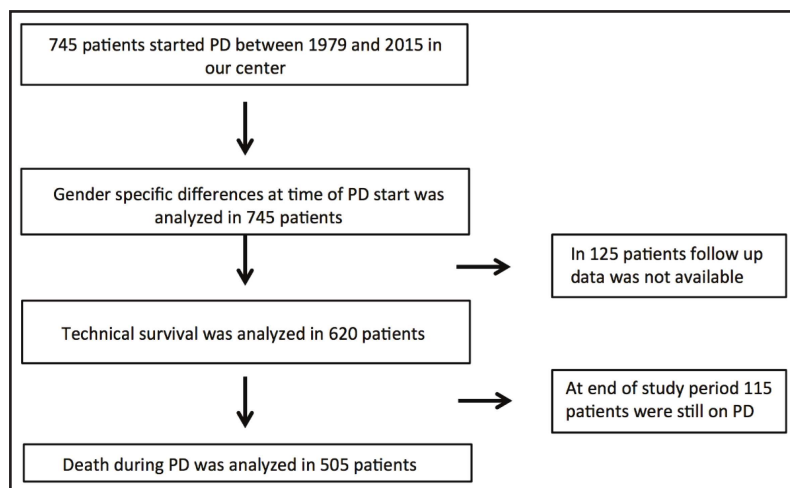 745 patients started PD between 1979 and 2015 in
our center
Gender specific differences at time of PD start was
analyzed in 745 patients
In 125 patients follow up
data was not available
Technical survival was analyzed in 620 patients
At end of study period 115
patients were still on PD
Death during PD was analyzed in 505 patients